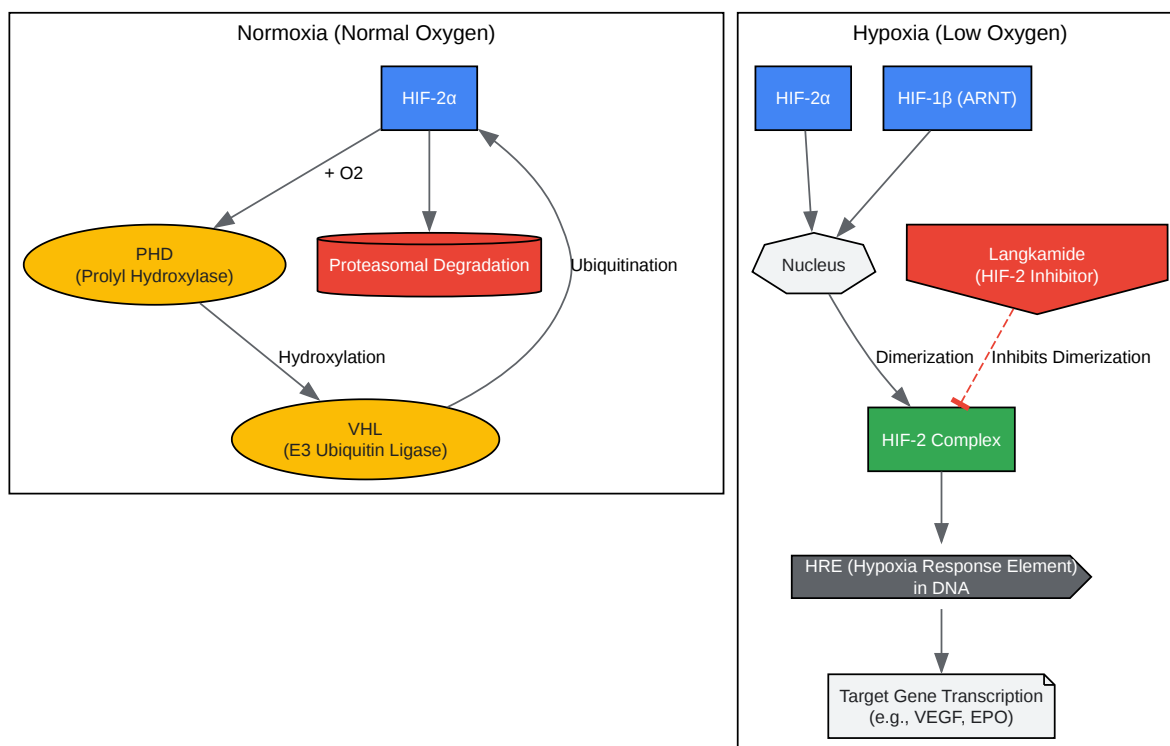 Normoxia (Normal Oxygen)
HIF-2α
+ O2
PHD
(Prolyl Hydroxylase)
Proteasomal Degradation
Ubiquitination
Hydroxylation
VHL
(E3 Ubiquitin Ligase)
Hypoxia (Low Oxygen)
HIF-2α
HIF-1β (ARNT)
Nucleus
Langkamide
(HIF-2 Inhibitor)
Dimerization
Inhibits Dimerization
HIF-2 Complex
HRE (Hypoxia Response Element)
in DNA
Target Gene Transcription
(e.g., VEGF, EPO)